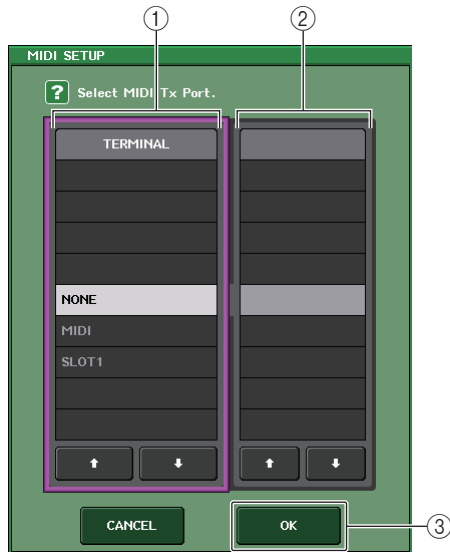 ① ②
MIDI SETUP
? Select MIDI Tx Port.
TERMINAL
NONE
MIDI
SLOT1
CANCEL OK ③